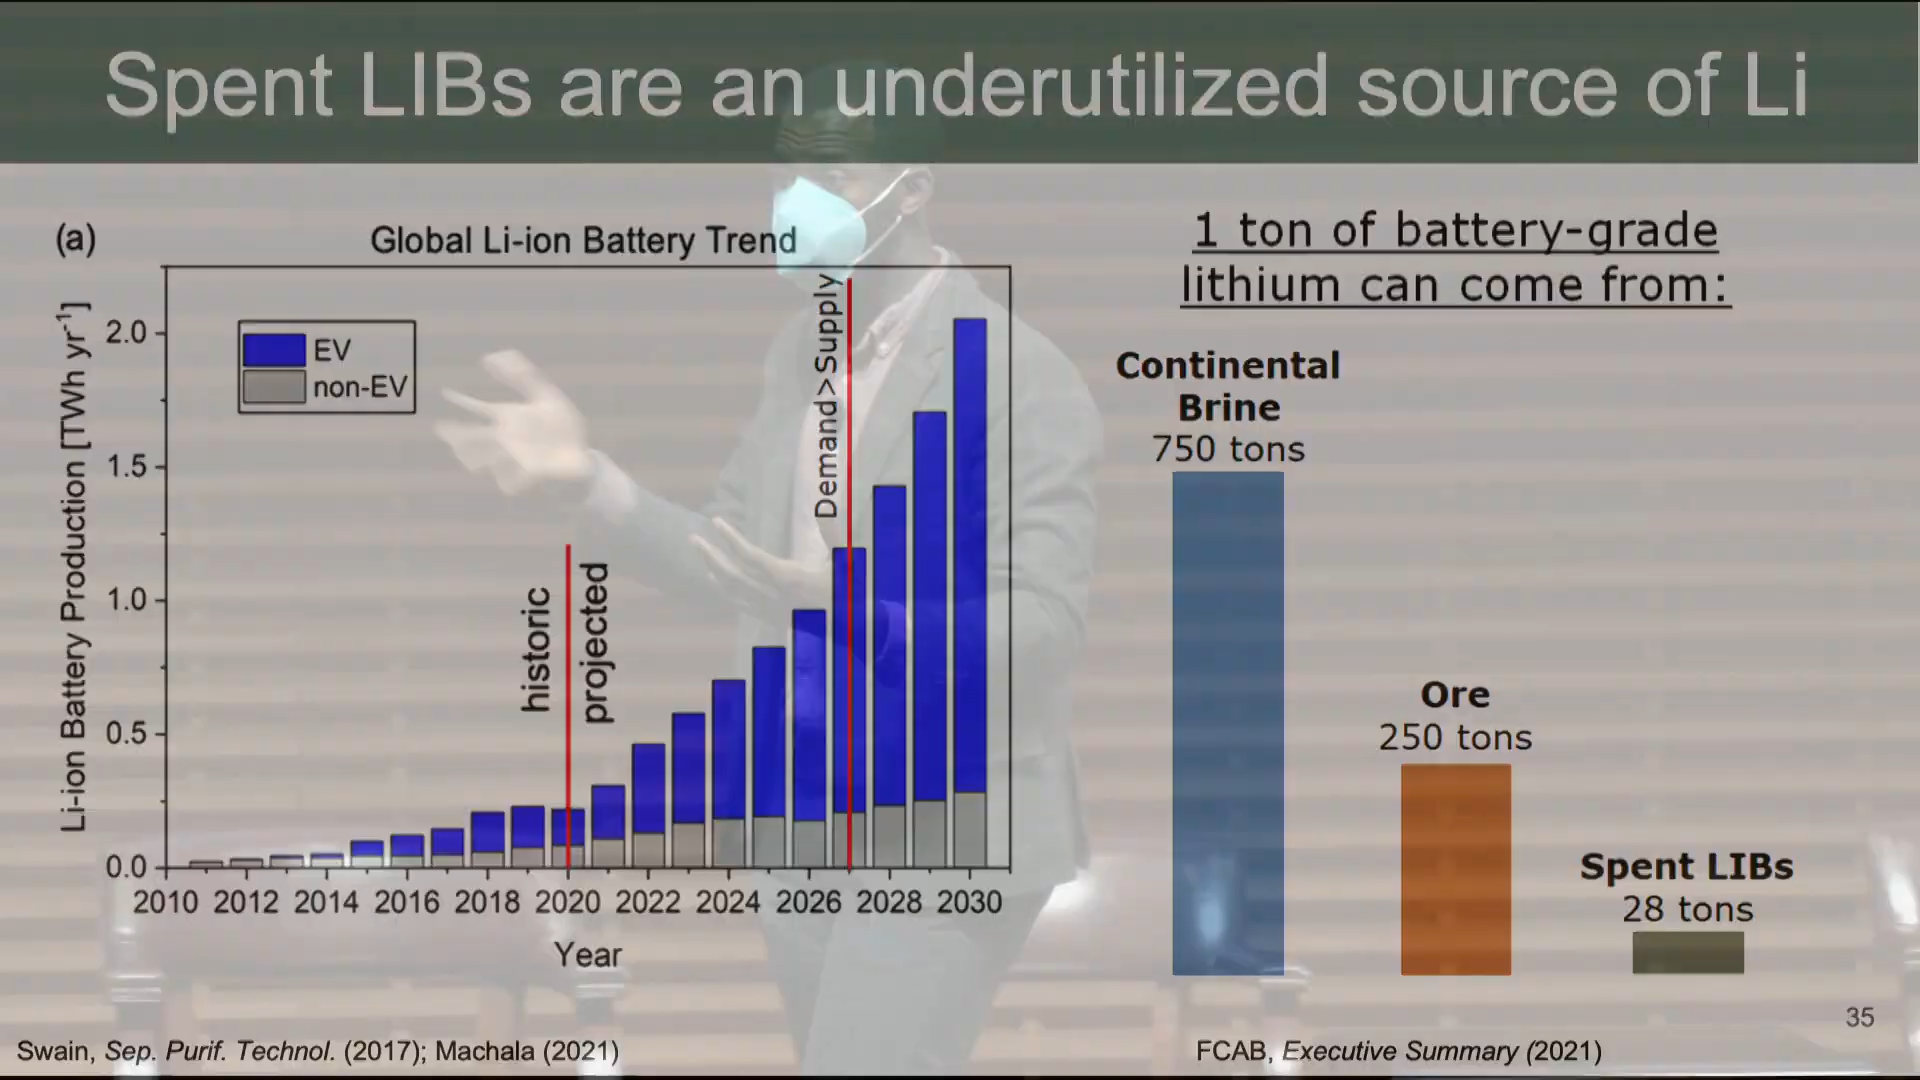 Spent LIBs are an underutilized source of Li
(a)
Global Li-ion Battery Trend
Li-ion Battery Production [TWh yr⁻¹]
2.0
1.5
1.0
0.5
0.0
EV
non-EV
historic
projected
Demand>Supply
2010 2012 2014 2016 2018 2020 2022 2024 2026 2028 2030
Year
1 ton of battery-grade
lithium can come from:
Continental
Brine
750 tons
Ore
250 tons
Spent LIBs
28 tons
35
Swain, Sep. Purif. Technol. (2017); Machala (2021)
FCAB, Executive Summary (2021)